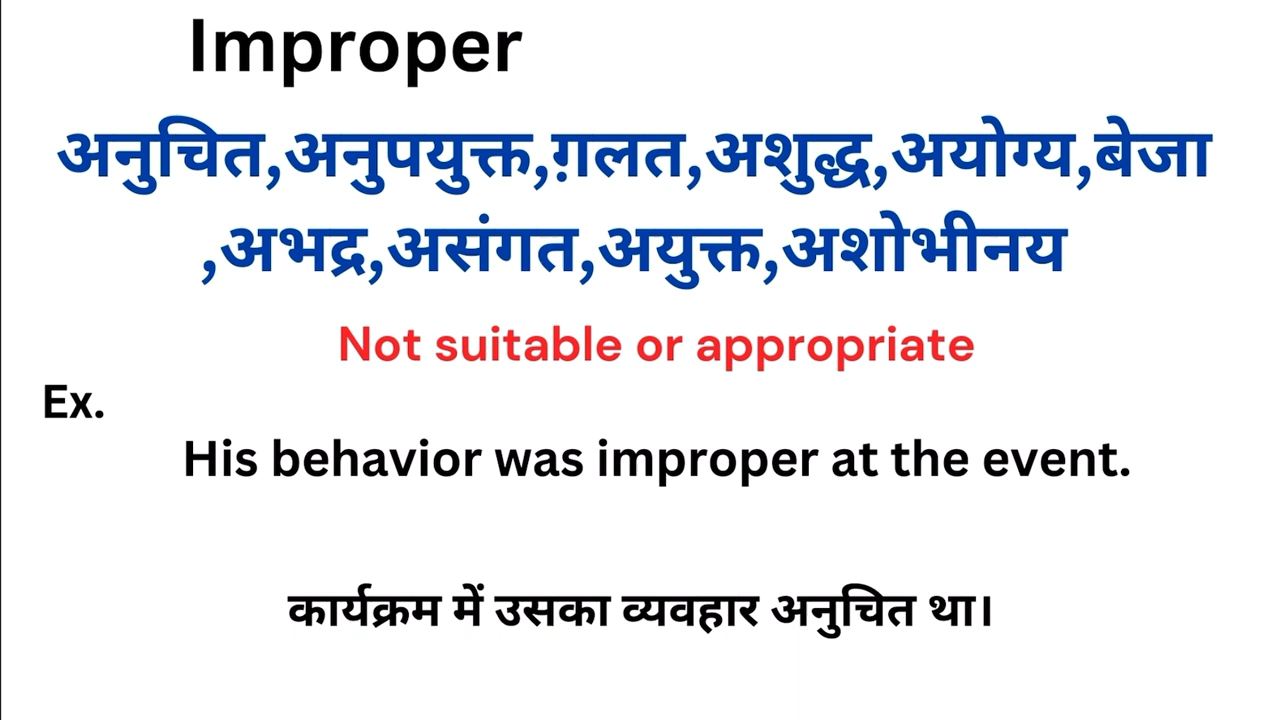 Improper
अनुचित,अनुपयुक्त,ग़लत,अशुद्ध,अयोग्य,बेजा
,अभद्र,असंगत,अयुक्त,अशोभीनय
Not suitable or appropriate
Ex.
His behavior was improper at the event.
कार्यक्रम में उसका व्यवहार अनुचित था।